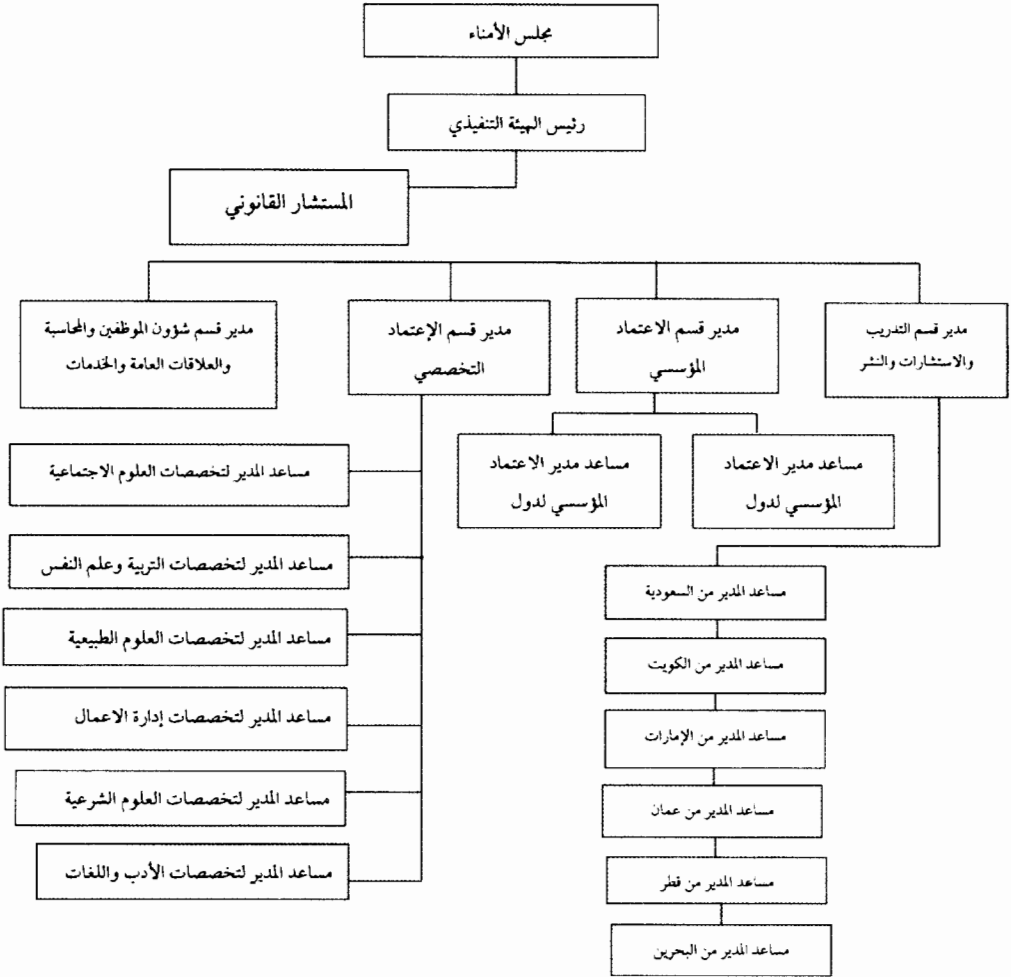 مجلس الأمناء
رئيس الهيئة التنفيذي
المستشار القانوني
مدير قسم التدريب
والاستشارات والنشر
مدير قسم الاعتماد
المؤسسي
مدير قسم الإعتماد
التخصصي
مدير قسم شؤون الموظفين والمحاسبة
والعلاقات العامة والخدمات
مساعد مدير الاعتماد
المؤسسي لدول
مساعد مدير الاعتماد
المؤسسي لدول
مساعد المدير من السعودية
مساعد المدير من الكويت
مساعد المدير من الإمارات
مساعد المدير من عمان
مساعد المدير من قطر
مساعد المدير من البحرين
مساعد المدير لتخصصات العلوم الاجتماعية
مساعد المدير لتخصصات التربية وعلم النفس
مساعد المدير لتخصصات العلوم الطبيعية
مساعد المدير لتخصصات إدارة الاعمال
مساعد المدير لتخصصات العلوم الشرعية
مساعد المدير لتخصصات الأدب واللغات